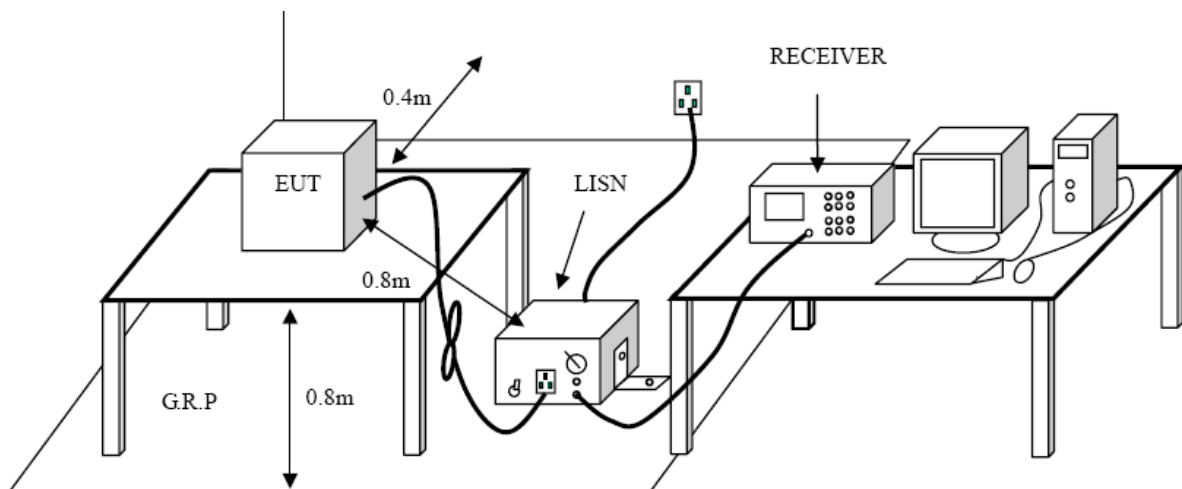 RECEIVER
0.4m
EUT
LISN
0.8m
G.R.P
0.8m